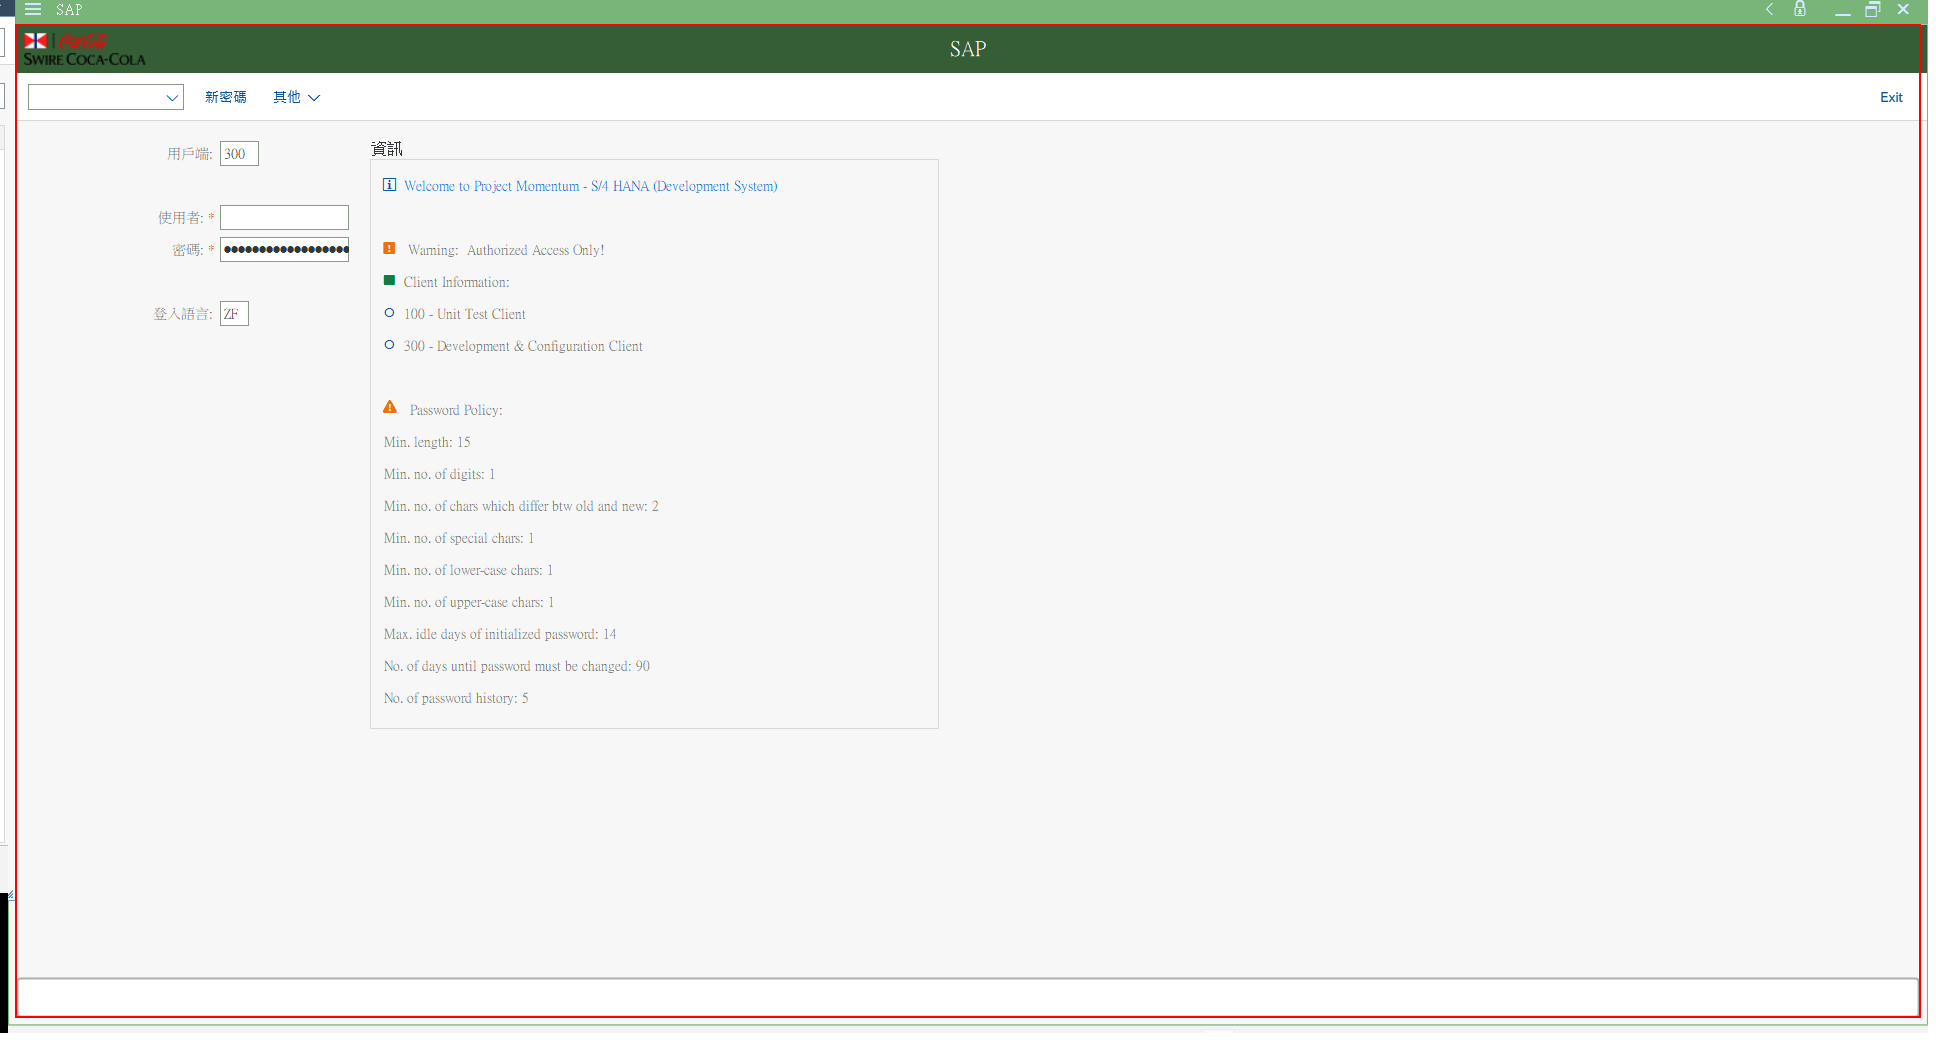 SAP
Coca-Cola
SWIRE COCA-COLA
SAP
新密碼 其他 Exit
用戶端: 300
使用者: *
密碼: *
登入語言: ZF
資訊
Welcome to Project Momentum - S/4 HANA (Development System)
Warning: Authorized Access Only!
Client Information:
100 - Unit Test Client
300 - Development & Configuration Client
Password Policy:
Min. length: 15
Min. no. of digits: 1
Min. no. of chars which differ btw old and new: 2
Min. no. of special chars: 1
Min. no. of lower-case chars: 1
Min. no. of upper-case chars: 1
Max. idle days of initialized password: 14
No. of days until password must be changed: 90
No. of password history: 5